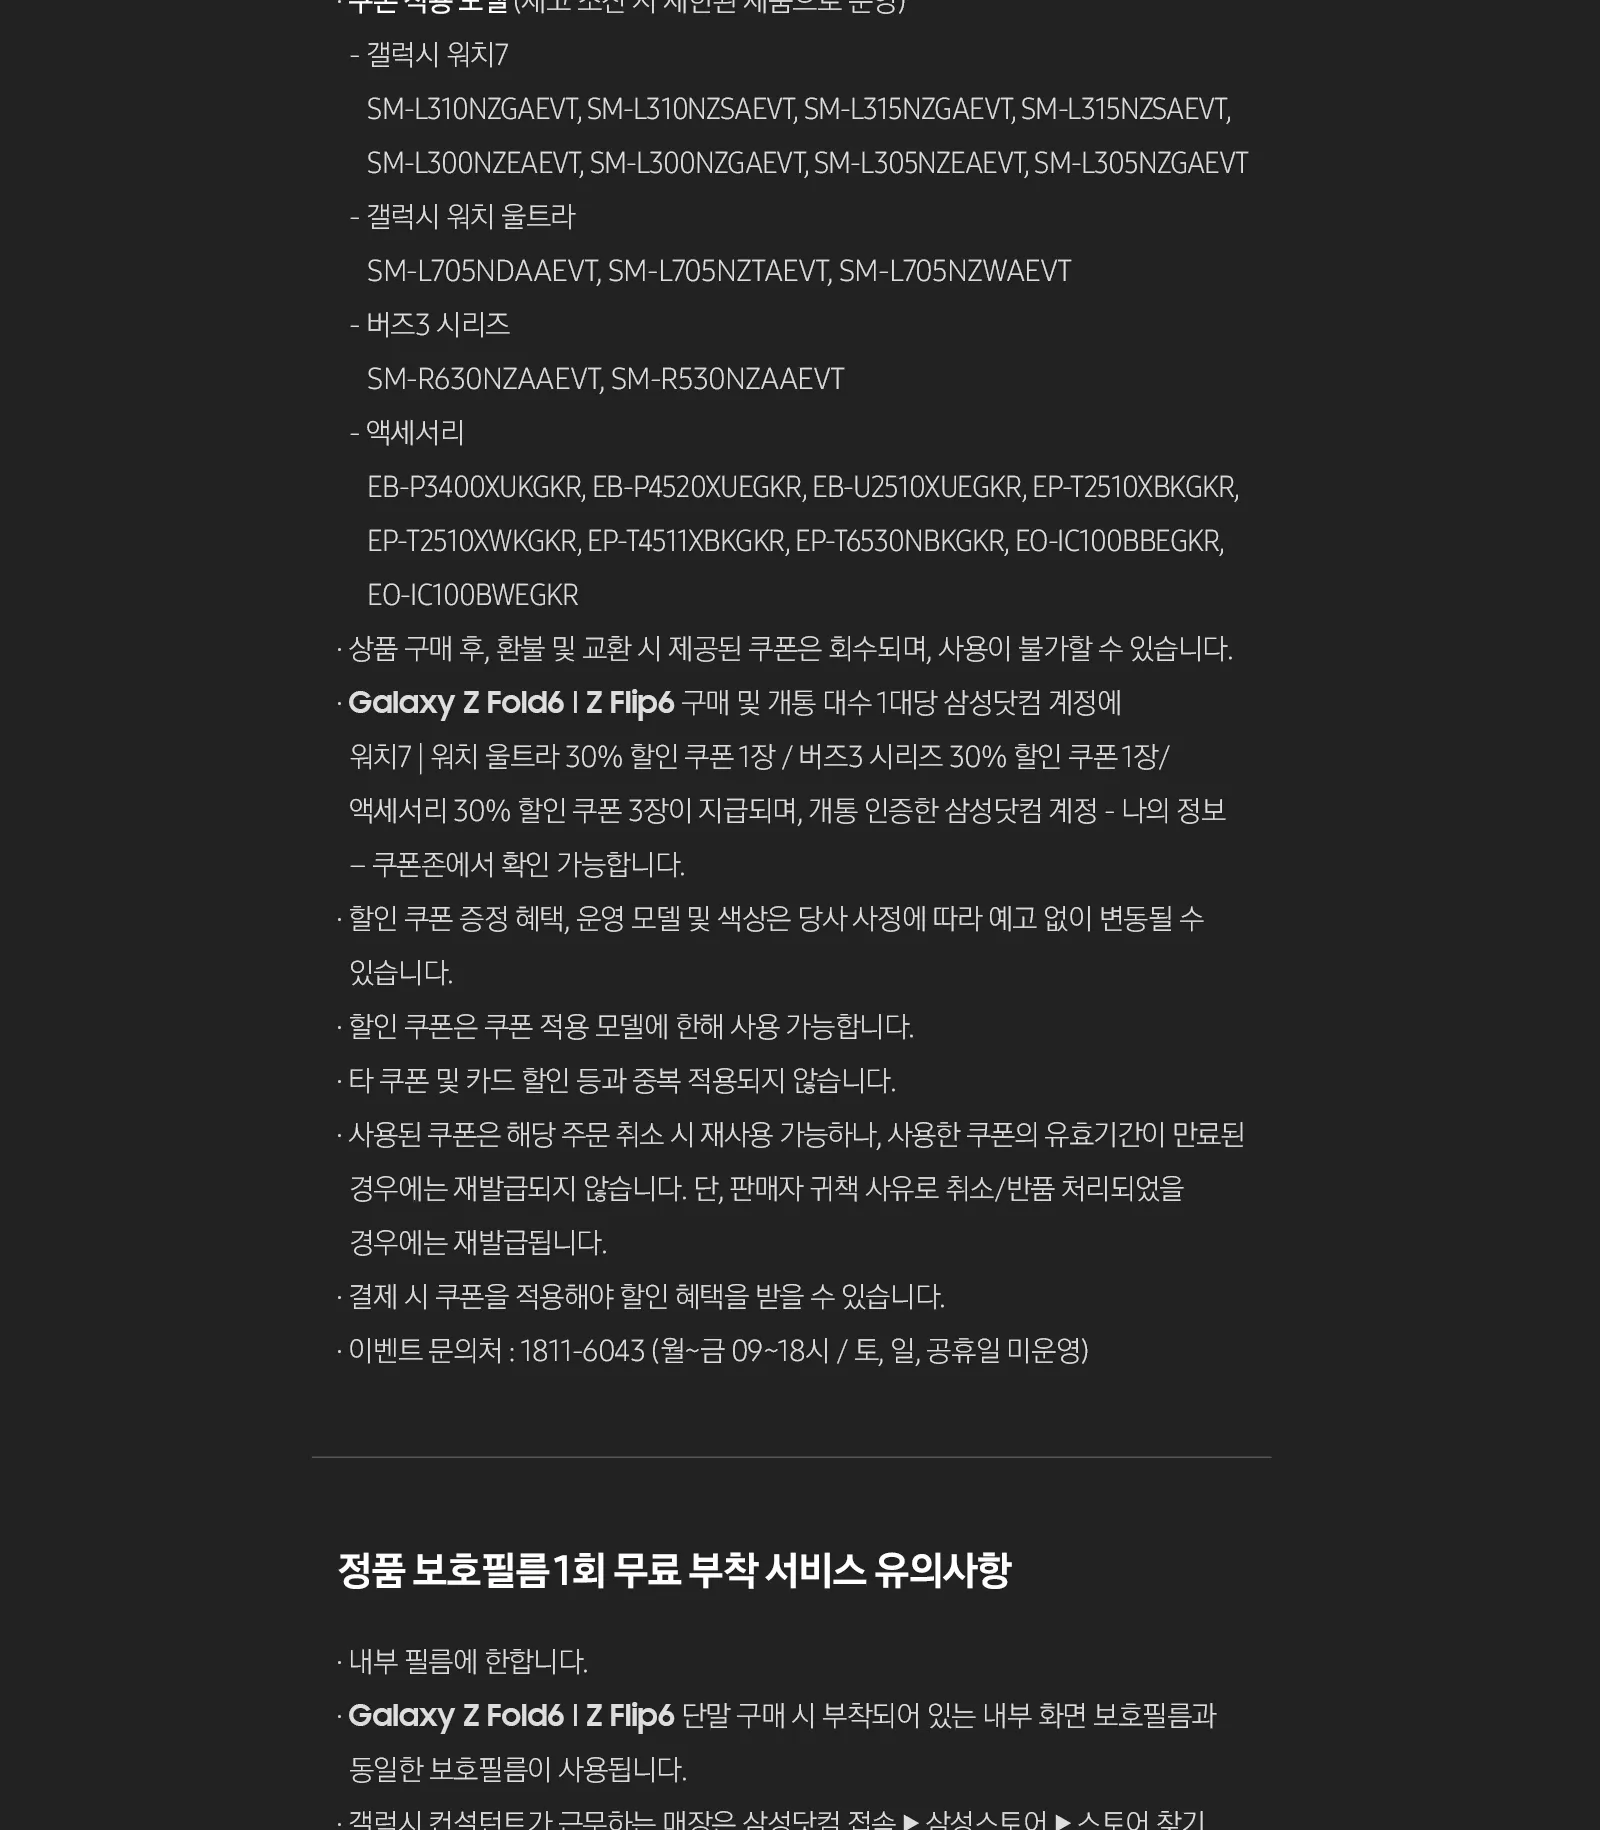 · 쿠폰 적용 모델 (재고 소진 시 제한된 제품으로 운영)
- 갤럭시 워치7
SM-L310NZGAEVT, SM-L310NZSAEVT, SM-L315NZGAEVT, SM-L315NZSAEVT,
SM-L300NZEAEVT, SM-L300NZGAEVT, SM-L305NZEAEVT, SM-L305NZGAEVT
- 갤럭시 워치 울트라
SM-L705NDAAEVT, SM-L705NZTAEVT, SM-L705NZWAEVT
- 버즈3 시리즈
SM-R630NZAAEVT, SM-R530NZAAEVT
- 액세서리
EB-P3400XUKGKR, EB-P4520XUEGKR, EB-U2510XUEGKR, EP-T2510XBKGKR,
EP-T2510XWKGKR, EP-T4511XBKGKR, EP-T6530NBKGKR, EO-IC100BBEGKR,
EO-IC100BWEGKR
· 상품 구매 후, 환불 및 교환 시 제공된 쿠폰은 회수되며, 사용이 불가할 수 있습니다.
· Galaxy Z Fold6 | Z Flip6 구매 및 개통 대수 1대당 삼성닷컴 계정에
워치7 | 워치 울트라 30% 할인 쿠폰 1장 / 버즈3 시리즈 30% 할인 쿠폰 1장/
액세서리 30% 할인 쿠폰 3장이 지급되며, 개통 인증한 삼성닷컴 계정 - 나의 정보
– 쿠폰존에서 확인 가능합니다.
· 할인 쿠폰 증정 혜택, 운영 모델 및 색상은 당사 사정에 따라 예고 없이 변동될 수
있습니다.
· 할인 쿠폰은 쿠폰 적용 모델에 한해 사용 가능합니다.
· 타 쿠폰 및 카드 할인 등과 중복 적용되지 않습니다.
· 사용된 쿠폰은 해당 주문 취소 시 재사용 가능하나, 사용한 쿠폰의 유효기간이 만료된
경우에는 재발급되지 않습니다. 단, 판매자 귀책 사유로 취소/반품 처리되었을
경우에는 재발급됩니다.
· 결제 시 쿠폰을 적용해야 할인 혜택을 받을 수 있습니다.
· 이벤트 문의처 : 1811-6043 (월~금 09~18시 / 토, 일, 공휴일 미운영)
정품 보호필름 1회 무료 부착 서비스 유의사항
· 내부 필름에 한합니다.
· Galaxy Z Fold6 | Z Flip6 단말 구매 시 부착되어 있는 내부 화면 보호필름과
동일한 보호필름이 사용됩니다.
· 갤럭시 컨설턴트가 근무하는 매장은 삼성닷컴 접속 ▶ 삼성스토어 ▶ 스토어 찾기